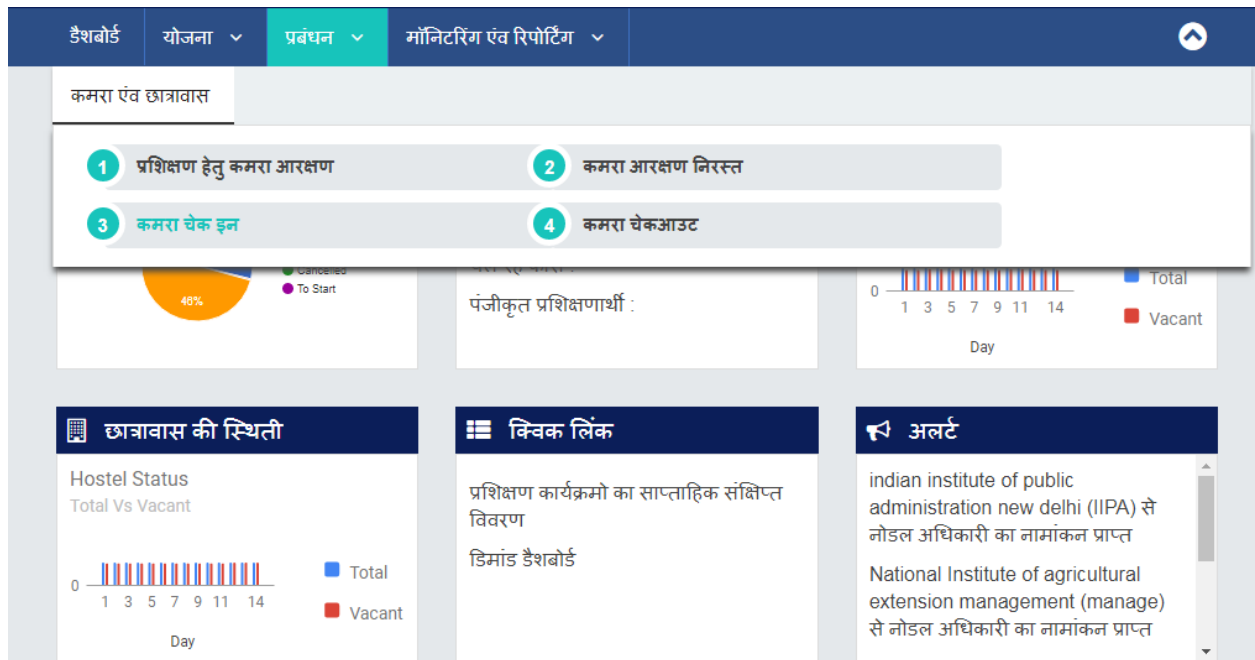 डैशबोर्ड योजना प्रबंधन मॉनिटरिंग एंव रिपोर्टिंग
कमरा एंव छात्रावास
1 प्रशिक्षण हेतु कमरा आरक्षण 2 कमरा आरक्षण निरस्त
3 कमरा चेक इन 4 कमरा चेकआउट
46%
Cancelled
To Start
पंजीकृत प्रशिक्षणार्थी :
Total
0
1 3 5 7 9 11 14
Vacant
Day
छात्रावास की स्थिती
Hostel Status
Total Vs Vacant
Total
0
1 3 5 7 9 11 14
Vacant
Day
क्विक लिंक
प्रशिक्षण कार्यक्रमो का साप्ताहिक संक्षिप्त
विवरण
डिमांड डैशबोर्ड
अलर्ट
indian institute of public
administration new delhi (IIPA) से
नोडल अधिकारी का नामांकन प्राप्त
National Institute of agricultural
extension management (manage)
से नोडल अधिकारी का नामांकन प्राप्त